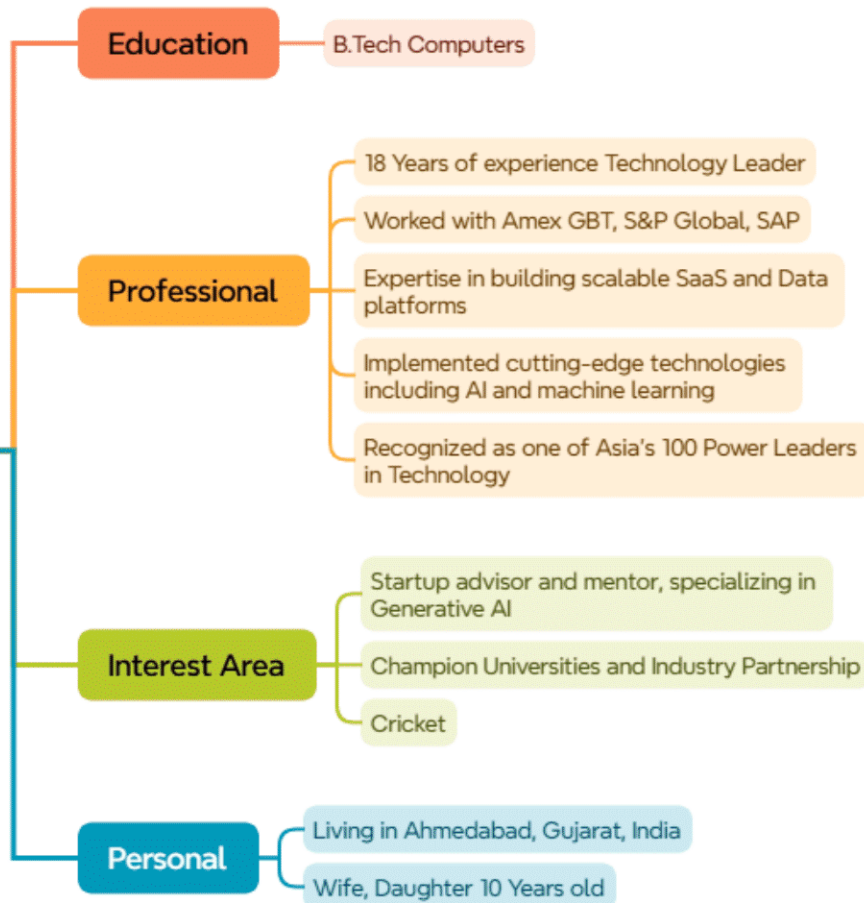 Education
B.Tech Computers
Professional
18 Years of experience Technology Leader
Worked with Amex GBT, S&P Global, SAP
Expertise in building scalable SaaS and Data
platforms
Implemented cutting-edge technologies
including AI and machine learning
Recognized as one of Asia's 100 Power Leaders
in Technology
Interest Area
Startup advisor and mentor, specializing in
Generative AI
Champion Universities and Industry Partnership
Cricket
Personal
Living in Ahmedabad, Gujarat, India
Wife, Daughter 10 Years old